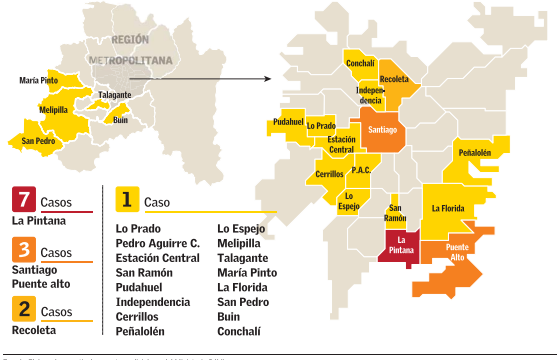 REGIÓN
METROPOLITANA
María Pinto
Talagante
Melipilla
Buin
San Pedro
Conchalí
Recoleta
Indepen-
dencia
Pudahuel
Lo Prado
Santiago
Estación
Central
Peñalolén
Cerrillos
P.A.C.
Lo
Espejo
San
Ramón
La Florida
La
Pintana
Puente
Alto
7 Casos
La Pintana
3 Casos
Santiago
Puente alto
2 Casos
Recoleta
1 Caso
Lo Prado
Pedro Aguirre C.
Estación Central
San Ramón
Pudahuel
Independencia
Cerrillos
Peñalolén
Lo Espejo
Melipilla
Talagante
María Pinto
La Florida
San Pedro
Buin
Conchalí